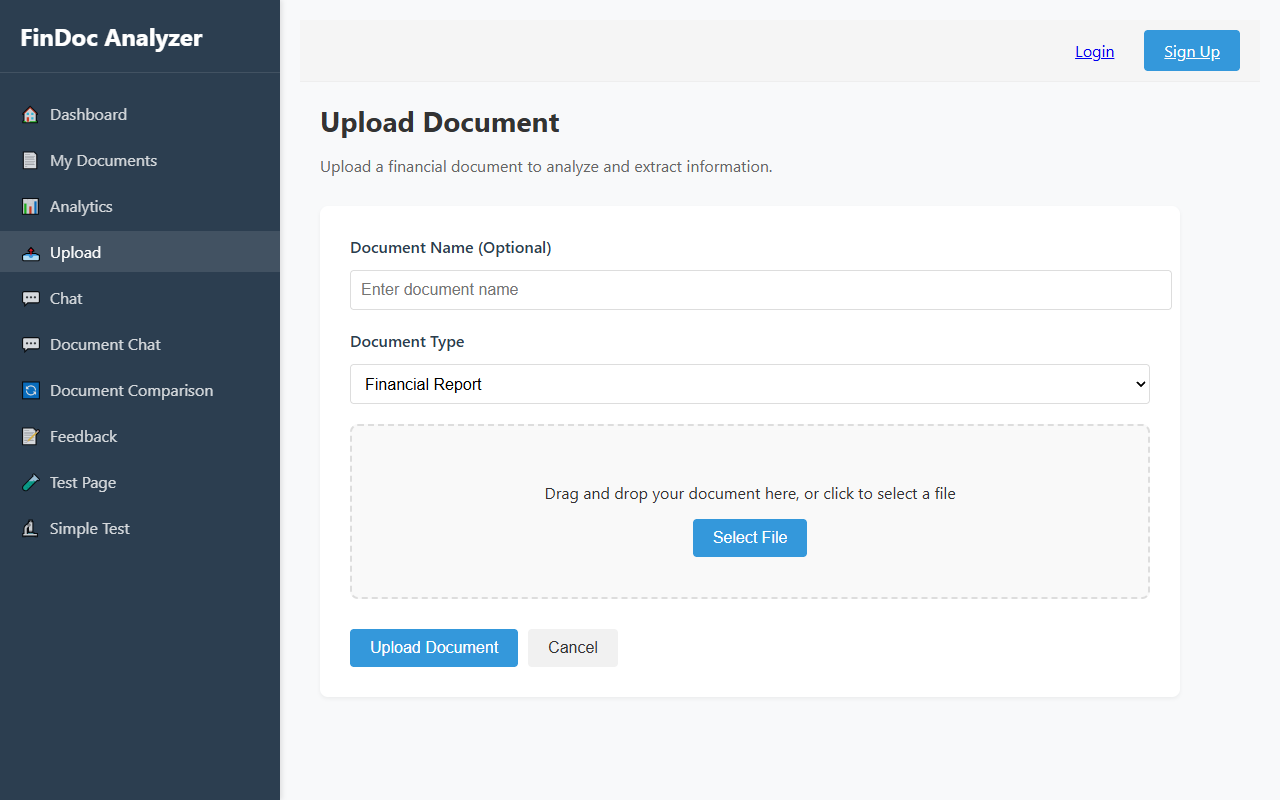 FinDoc Analyzer
Dashboard
My Documents
Analytics
Upload
Chat
Document Chat
Document Comparison
Feedback
Test Page
Simple Test
Login
Sign Up
Upload Document
Upload a financial document to analyze and extract information.
Document Name (Optional)
Enter document name
Document Type
Financial Report
Drag and drop your document here, or click to select a file
Select File
Upload Document
Cancel